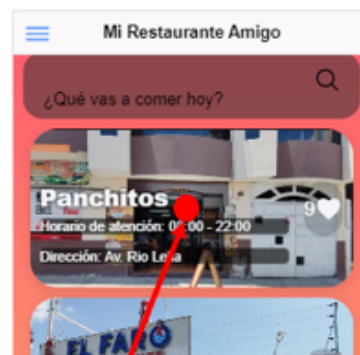 Mi Restaurante Amigo
¿Qué vas a comer hoy?
Panchitos
9
Horario de atención: :00 - 22:00
Dirección: Av. Rio
EL FARO